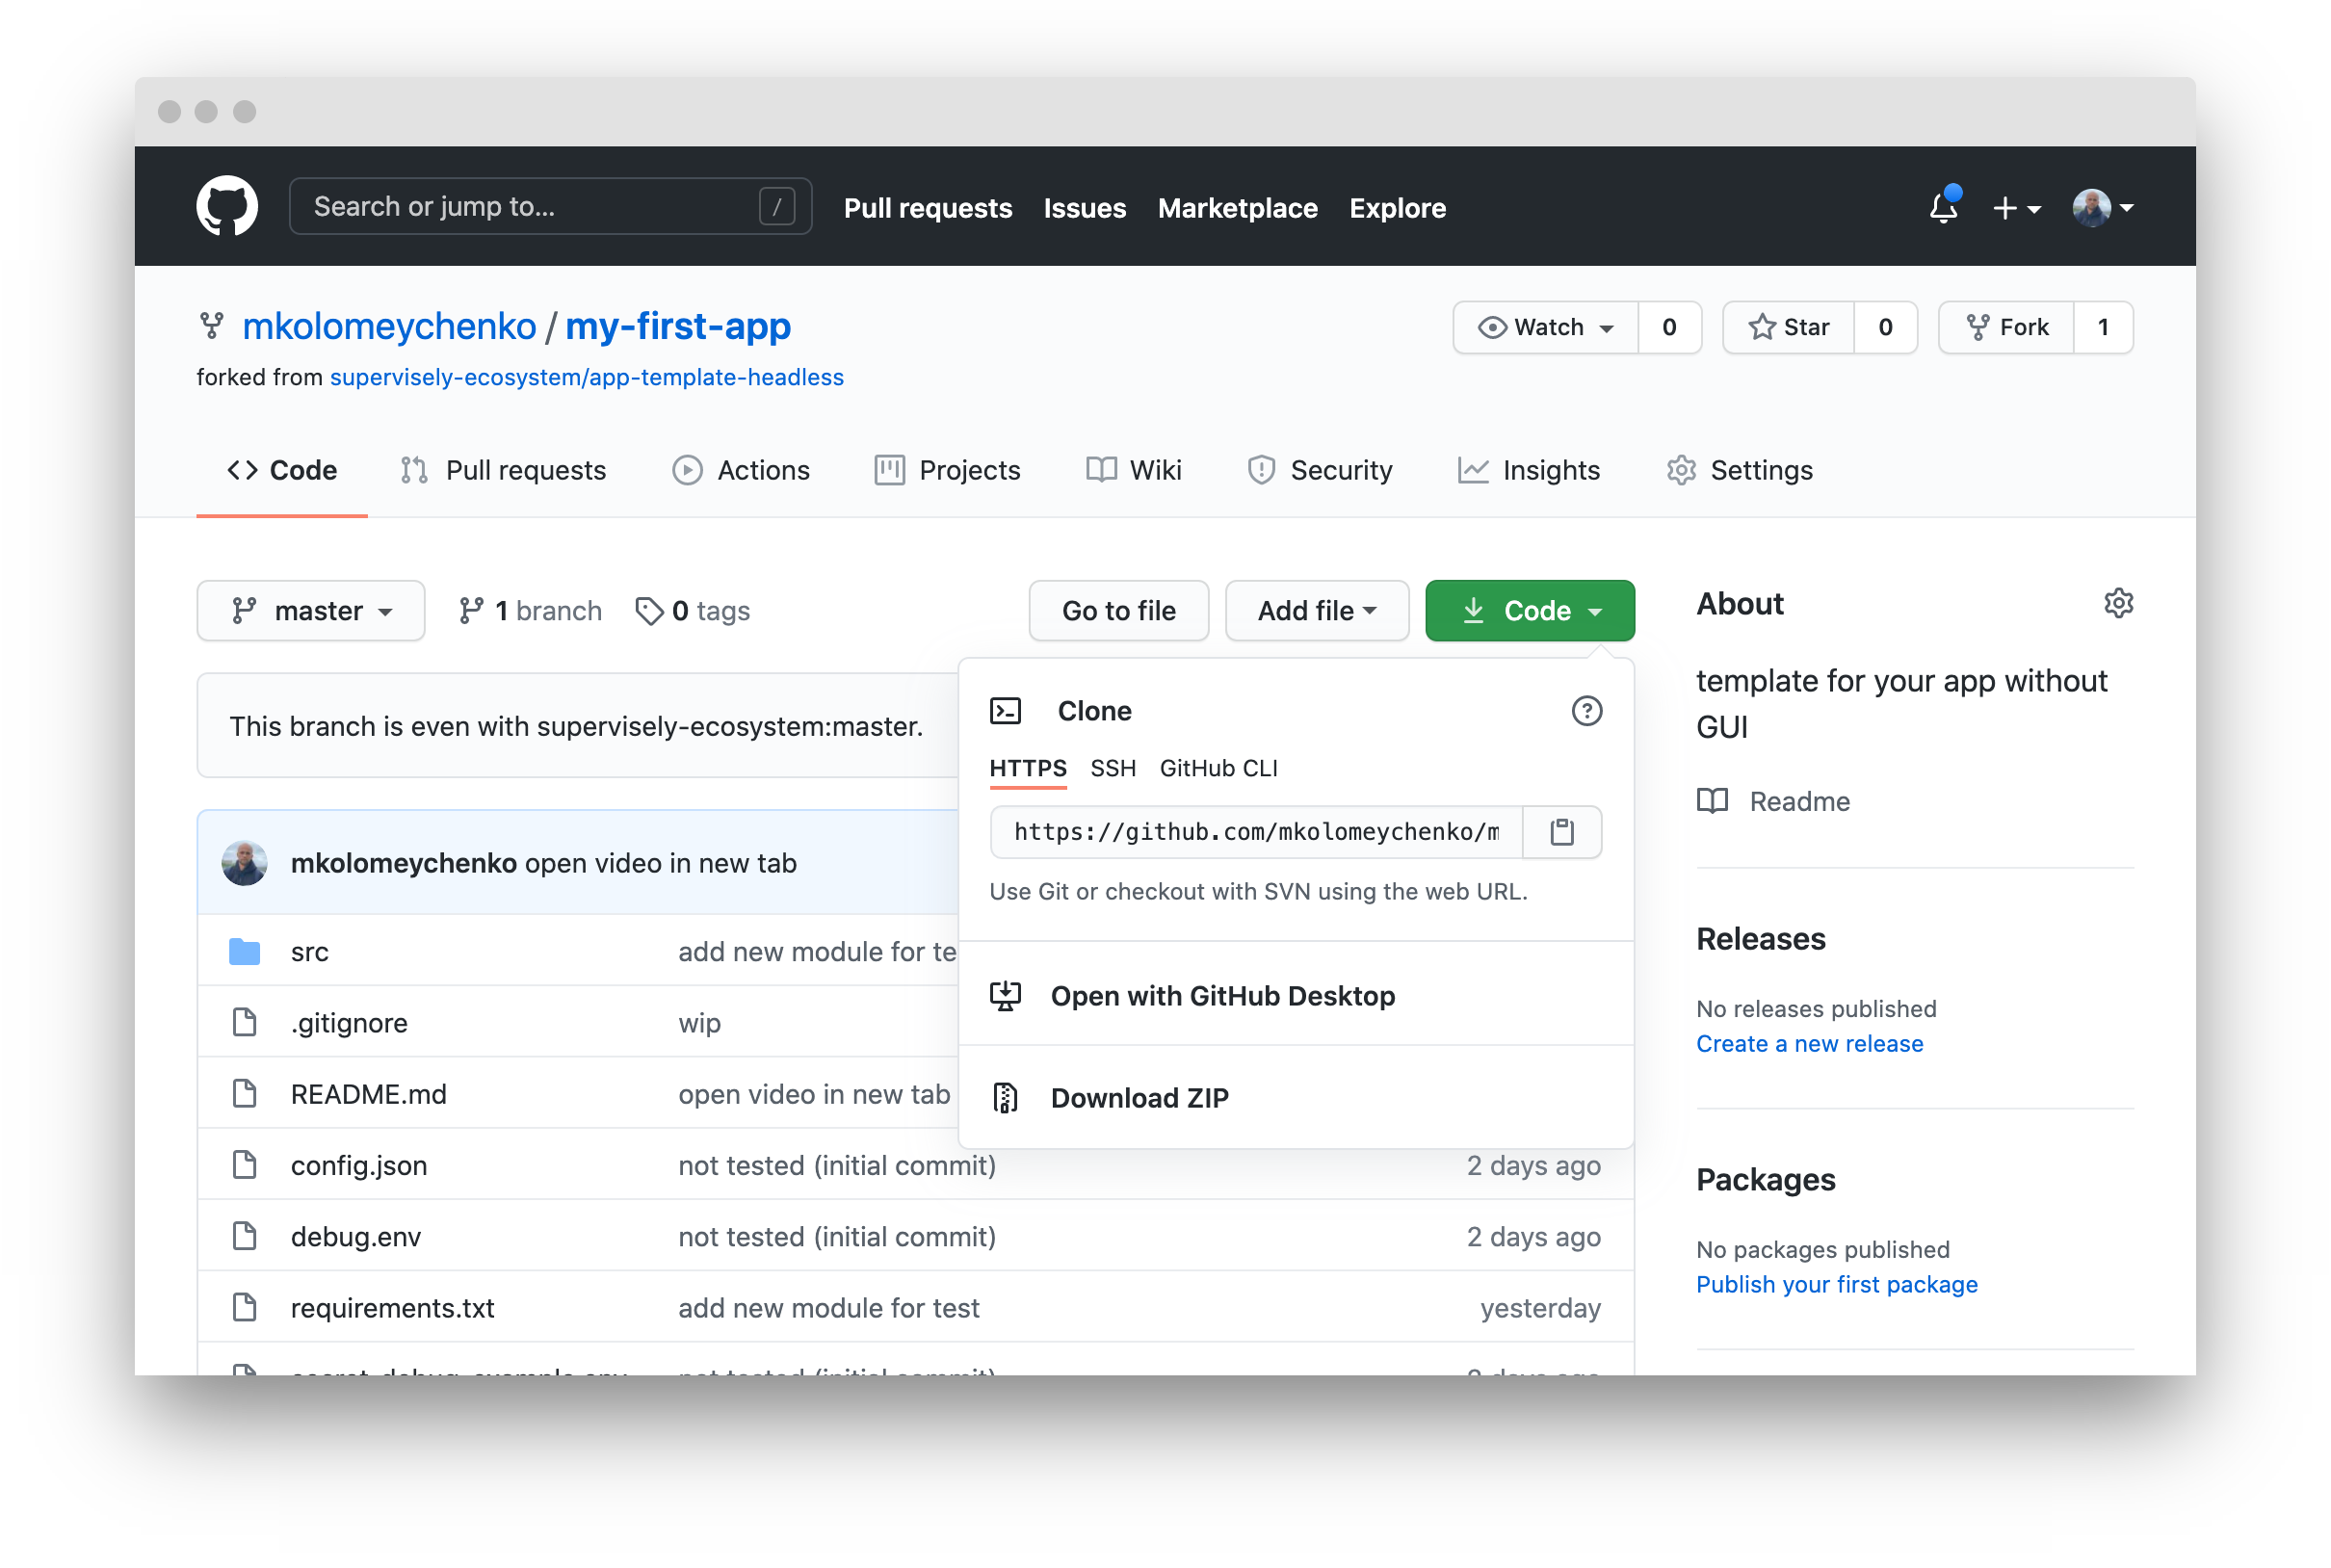 Search or jump to... /
Pull requests Issues Marketplace Explore
mkolomeychenko / my-first-app
Watch 0 Star 0 Fork 1
forked from supervisely-ecosystem/app-template-headless
Code Pull requests Actions Projects Wiki Security Insights Settings
master 1 branch 0 tags Go to file Add file Code
This branch is even with supervisely-ecosystem:master.
mkolomeychenko open video in new tab
src add new module for te
.gitignore wip
README.md open video in new tab
config.json not tested (initial commit) 2 days ago
debug.env not tested (initial commit) 2 days ago
requirements.txt add new module for test yesterday
Clone
HTTPS SSH GitHub CLI
https://github.com/mkolomeychenko/m
Use Git or checkout with SVN using the web URL.
Open with GitHub Desktop
Download ZIP
About
template for your app without
GUI
Readme
Releases
No releases published
Create a new release
Packages
No packages published
Publish your first package